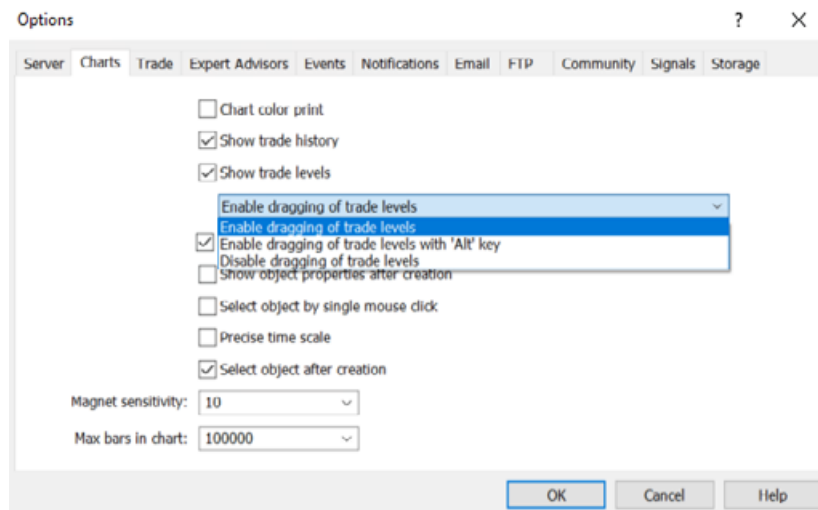 Options ?
Server Charts Trade Expert Advisors Events Notifications Email FTP Community Signals Storage
Chart color print
Show trade history
Show trade levels
Enable dragging of trade levels
Enable dragging of trade levels
Enable dragging of trade levels with 'Alt' key
Disable dragging of trade levels
Show object properties after creation
Select object by single mouse click
Precise time scale
Select object after creation
Magnet sensitivity: 10
Max bars in chart: 100000
OK Cancel Help